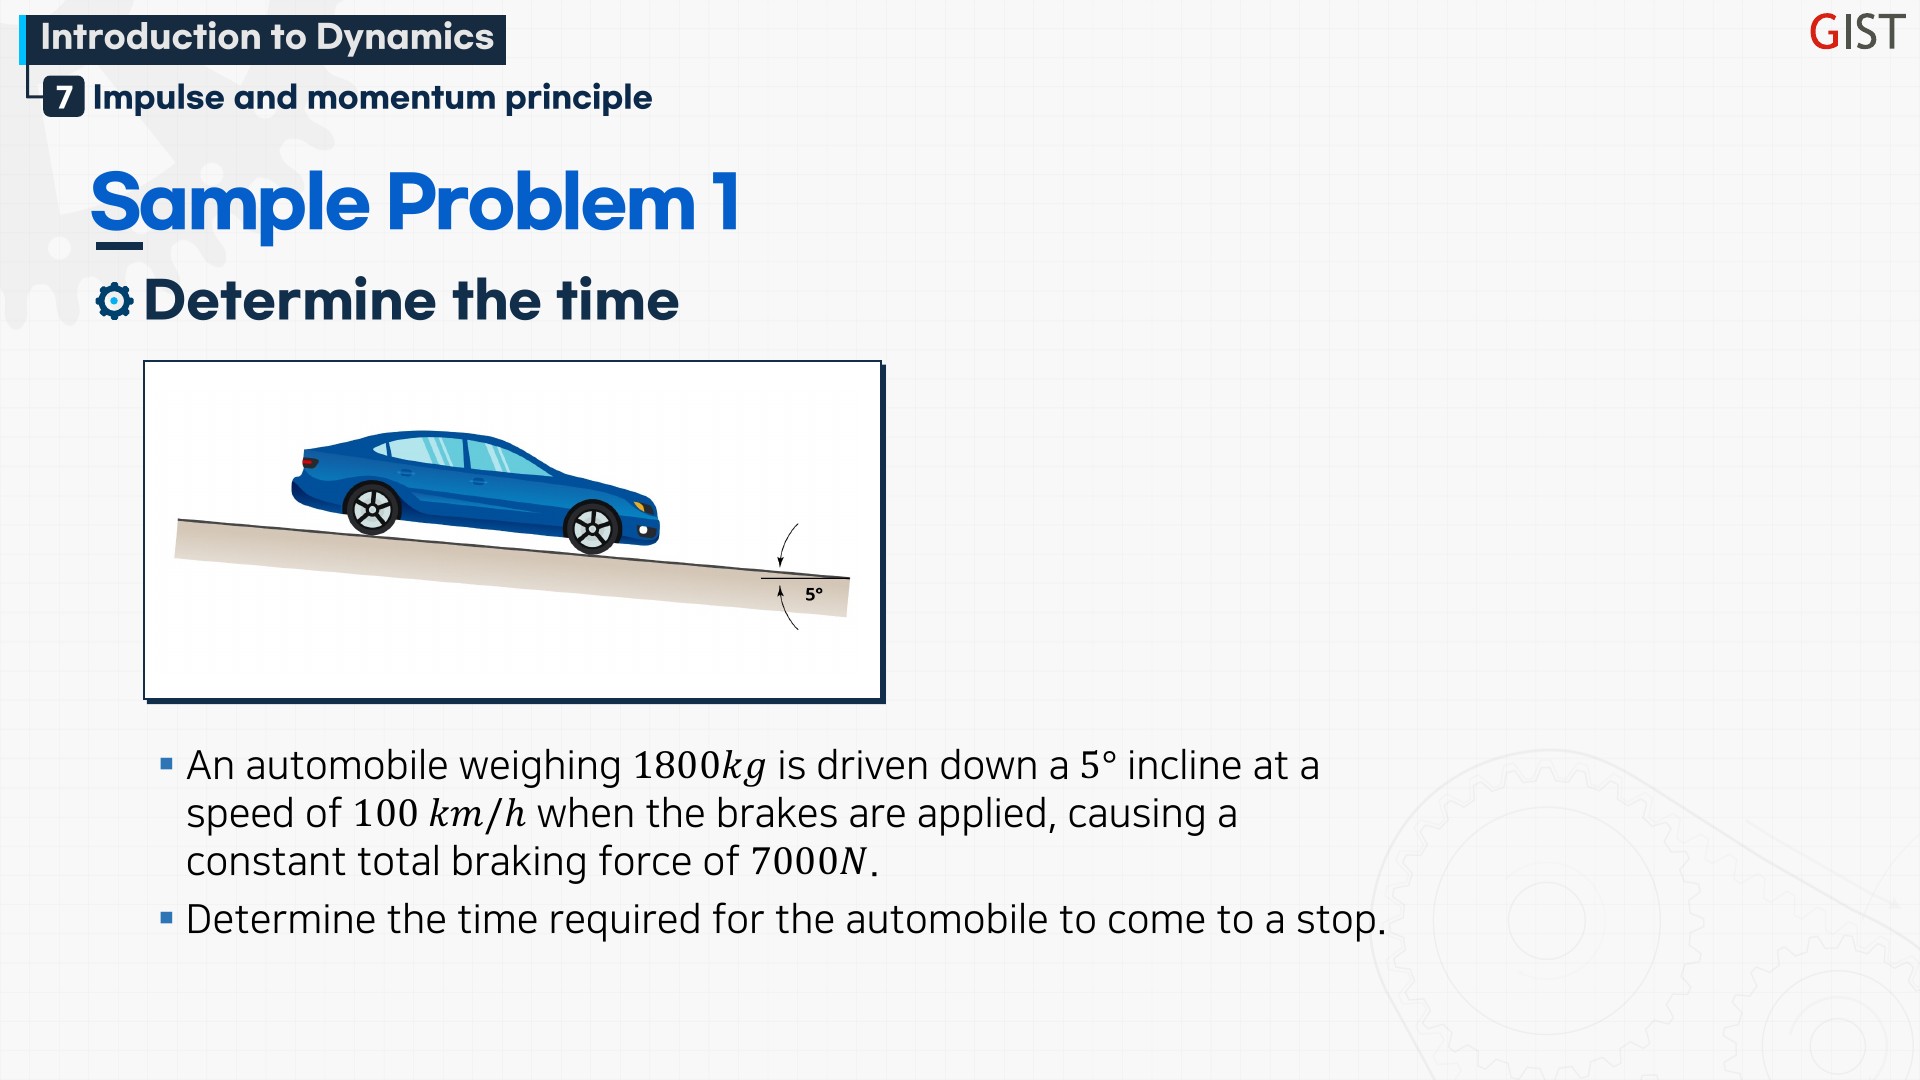 Introduction to Dynamics
GIST
7 Impulse and momentum principle
Sample Problem 1
Determine the time
5°
▪ An automobile weighing 1800kg is driven down a 5° incline at a
speed of 100 km/h when the brakes are applied, causing a
constant total braking force of 7000N.
▪ Determine the time required for the automobile to come to a stop.